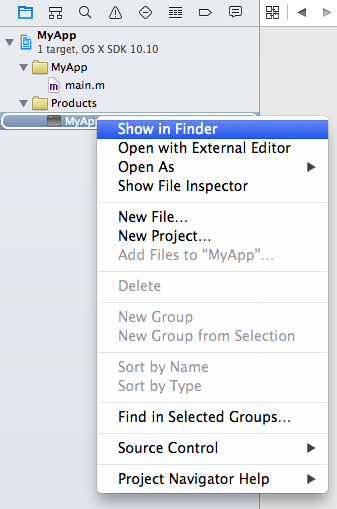 MyApp
1 target, OS X SDK 10.10
MyApp
main.m
Products
MyApp
Show in Finder
Open with External Editor
Open As
Show File Inspector
New File...
New Project...
Add Files to “MyApp”...
Delete
New Group
New Group from Selection
Sort by Name
Sort by Type
Find in Selected Groups...
Source Control
Project Navigator Help